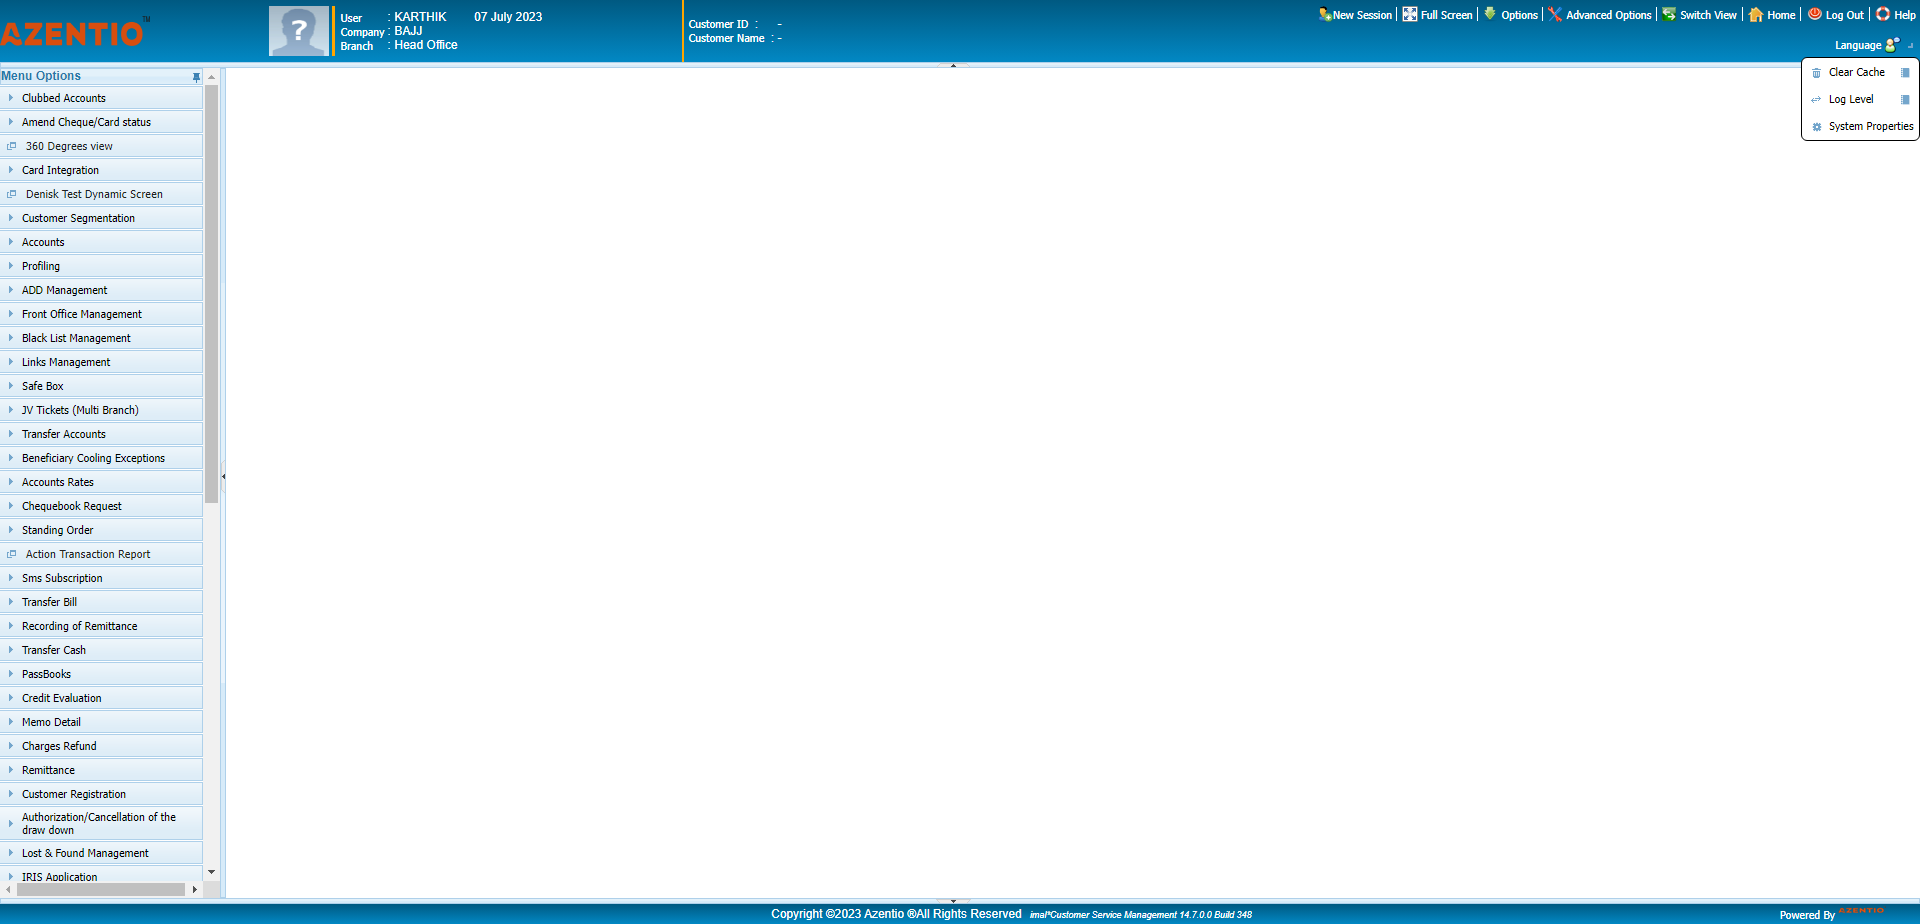 AZENTIO™
User : KARTHIK 07 July 2023
Company : BAJJ
Branch : Head Office
Customer ID : -
Customer Name : -
New Session Full Screen Options Advanced Options Switch View Home Log Out Help
Language
Clear Cache
Log Level
System Properties
Menu Options
Clubbed Accounts
Amend Cheque/Card status
360 Degrees view
Card Integration
Denisk Test Dynamic Screen
Customer Segmentation
Accounts
Profiling
ADD Management
Front Office Management
Black List Management
Links Management
Safe Box
JV Tickets (Multi Branch)
Transfer Accounts
Beneficiary Cooling Exceptions
Accounts Rates
Chequebook Request
Standing Order
Action Transaction Report
Sms Subscription
Transfer Bill
Recording of Remittance
Transfer Cash
PassBooks
Credit Evaluation
Memo Detail
Charges Refund
Remittance
Customer Registration
Authorization/Cancellation of the
draw down
Lost & Found Management
IRIS Application
Copyright ©2023 Azentio ®All Rights Reserved imal®Customer Service Management 14.7.0.0 Build 348
Powered By AZENTIO